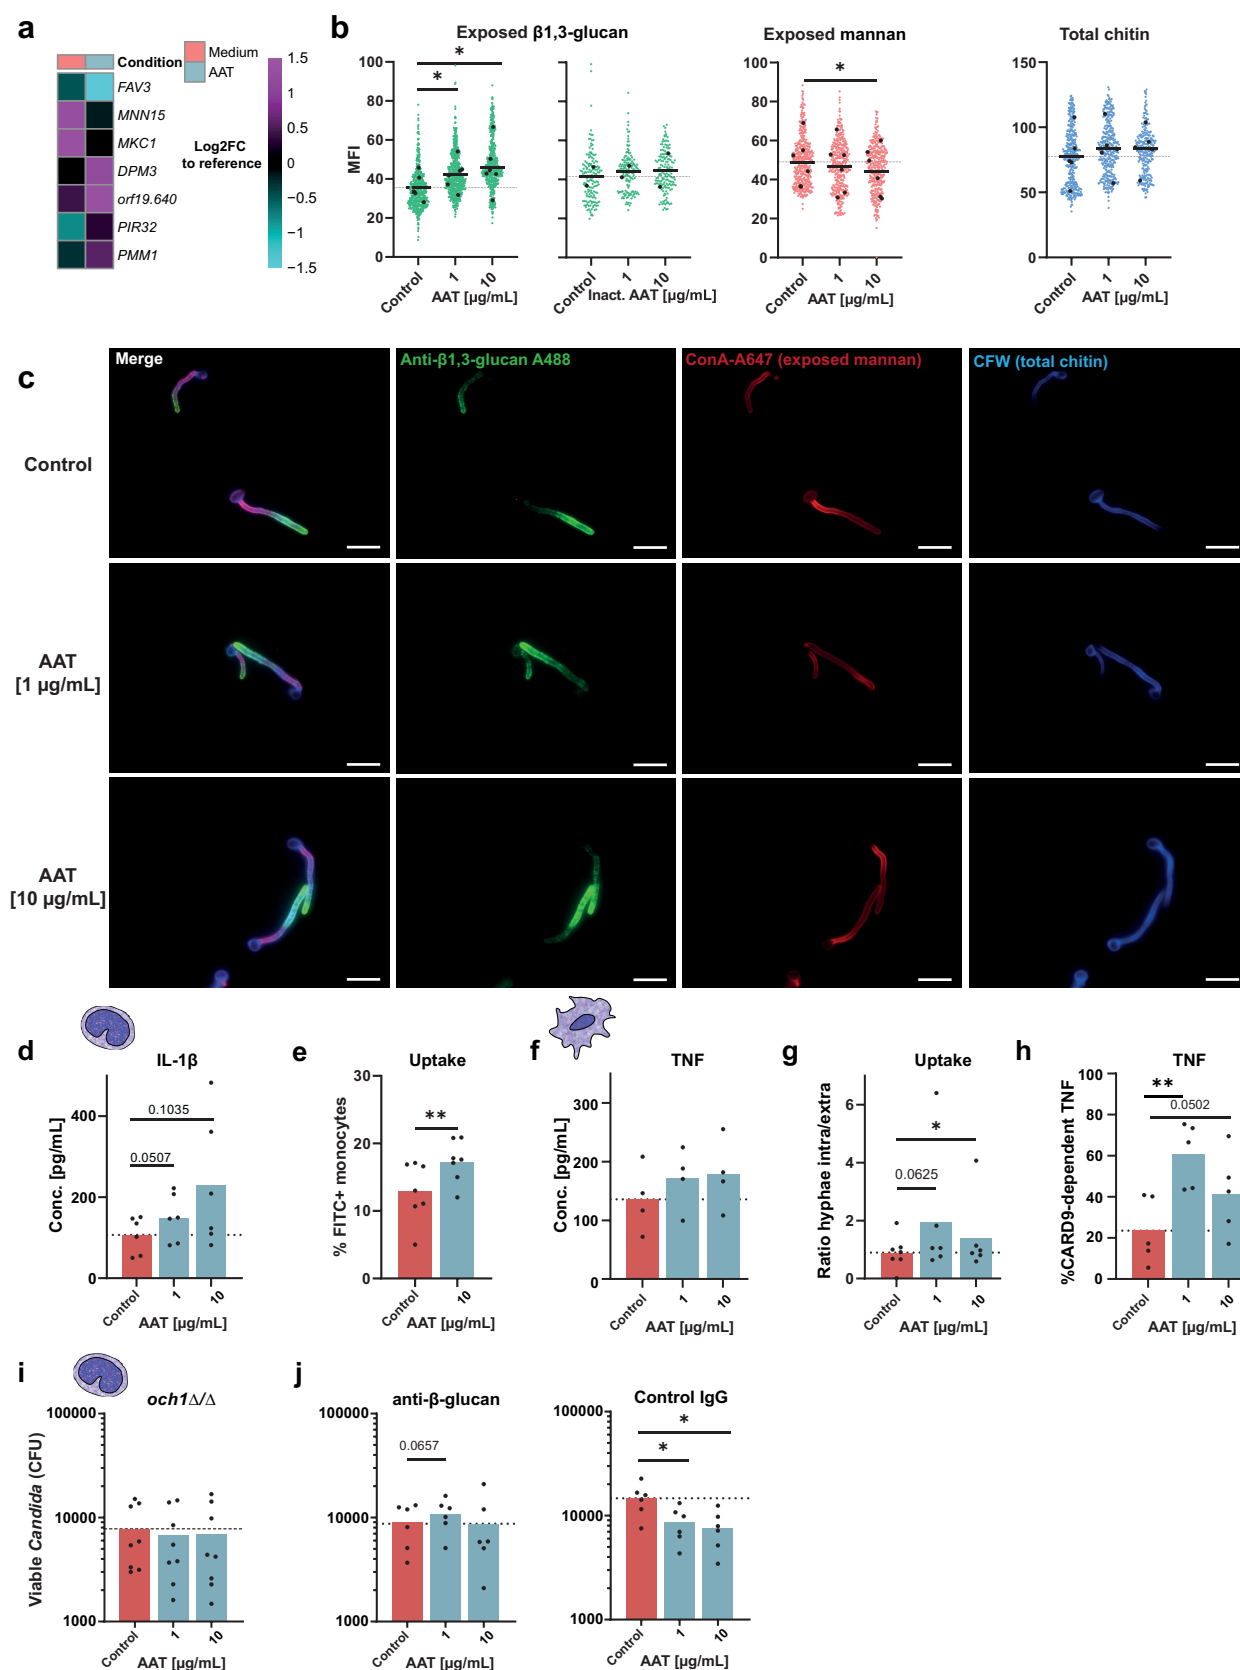 a
Medium
AAT
Condition
FAV3
MNN15
MKC1
DPM3
orf19.640
PIR32
PMM1
Log2FC
to reference
1.5
1
0.5
0
−0.5
−1
−1.5
b
Exposed β1,3-glucan
Exposed mannan
Total chitin
MFI
100
80
60
40
20
0
*
*
Control
1
10
AAT [µg/mL]
Control
1
10
Inact. AAT [µg/mL]
100
80
60
40
20
0
*
Control
1
10
AAT [µg/mL]
150
100
50
0
Control
1
10
AAT [µg/mL]
c
Merge
Anti-β1,3-glucan A488
ConA-A647 (exposed mannan)
CFW (total chitin)
Control
AAT
[1 µg/mL]
AAT
[10 µg/mL]
d
IL-1β
Conc. [pg/mL]
400
200
0
0.1035
0.0507
Control
1
10
AAT [µg/mL]
e
Uptake
% FITC+ monocytes
30
20
10
0
**
Control
10
AAT [µg/mL]
f
TNF
Conc. [pg/mL]
300
200
100
0
Control
1
10
AAT [µg/mL]
g
Uptake
Ratio hyphae intra/extra
6
4
2
0
*
0.0625
Control
1
10
AAT [µg/mL]
h
TNF
%CARD9-dependent TNF
100
80
60
40
20
0
**
0.0502
Control
1
10
AAT [µg/mL]
i
och1Δ/Δ
Viable Candida (CFU)
100000
10000
1000
Control
1
10
AAT [µg/mL]
j
anti-β-glucan
100000
10000
1000
0.0657
Control
1
10
AAT [µg/mL]
Control IgG
100000
10000
1000
*
*
Control
1
10
AAT [µg/mL]